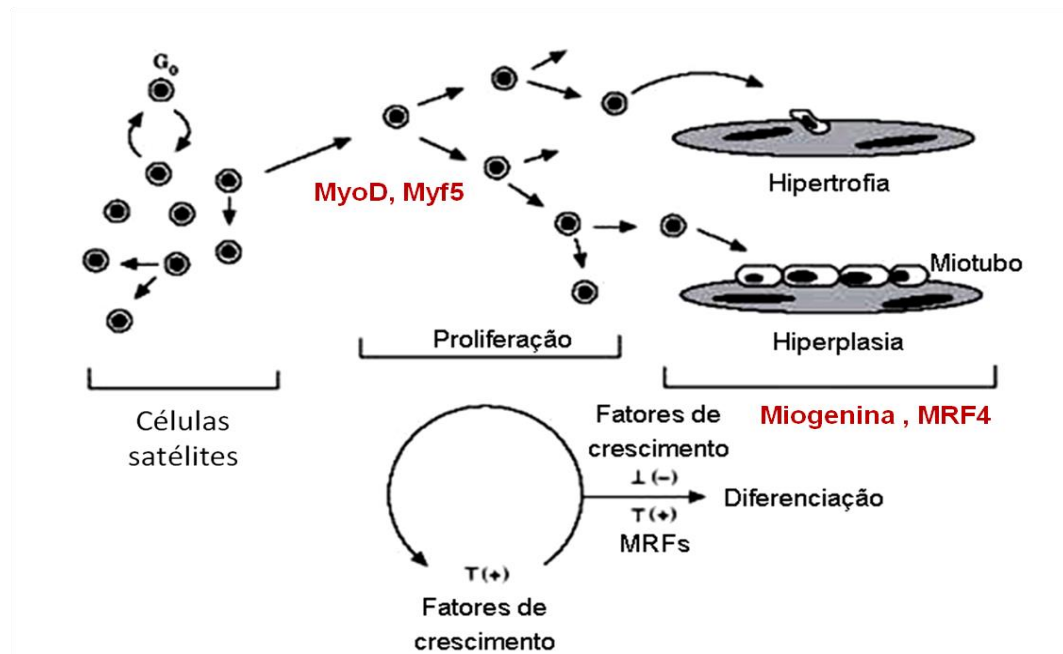 G₀
MyoD, Myf5
Hipertrofia
Miotubo
Proliferação
Hiperplasia
Células
satélites
Fatores de
crescimento
Miogenina , MRF4
⊥ (-)
Diferenciação
T (+)
MRFs
T (+)
Fatores de
crescimento